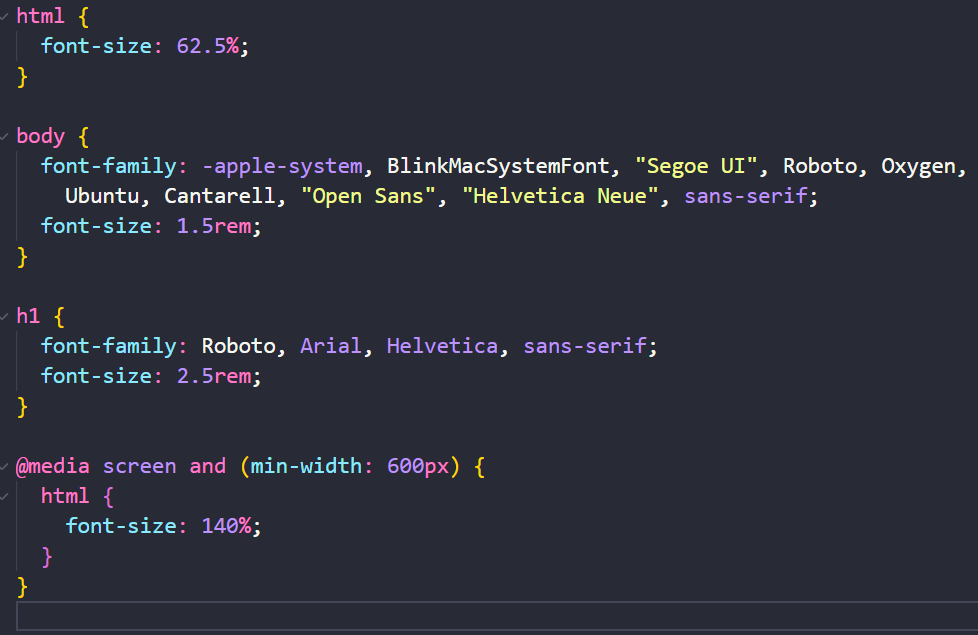 html {
font-size: 62.5%;
}
body {
font-family: -apple-system, BlinkMacSystemFont, "Segoe UI", Roboto, Oxygen,
Ubuntu, Cantarell, "Open Sans", "Helvetica Neue", sans-serif;
font-size: 1.5rem;
}
h1 {
font-family: Roboto, Arial, Helvetica, sans-serif;
font-size: 2.5rem;
}
@media screen and (min-width: 600px) {
html {
font-size: 140%;
}
}